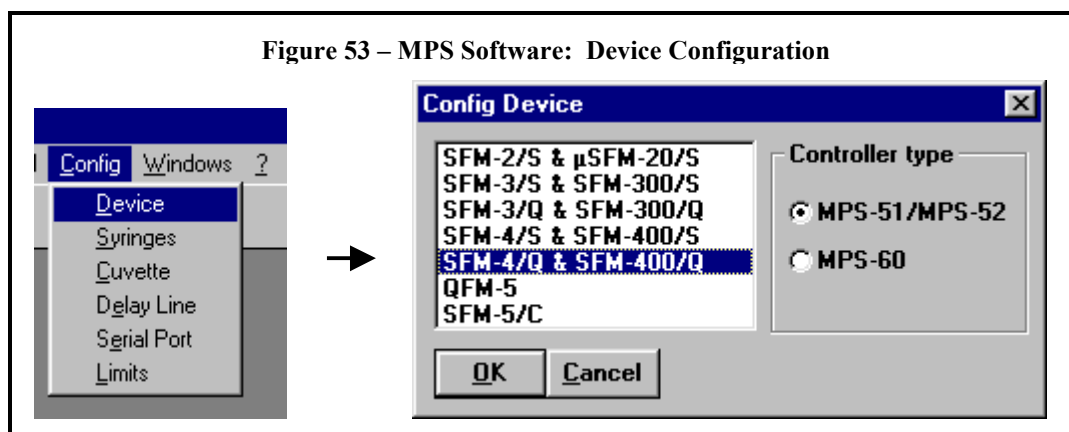 Figure 53 – MPS Software:  Device Configuration
Config Windows ?
Device
Syringes
Cuvette
Delay Line
Serial Port
Limits
Config Device
SFM-2/S & µSFM-20/S
SFM-3/S & SFM-300/S
SFM-3/Q & SFM-300/Q
SFM-4/S & SFM-400/S
SFM-4/Q & SFM-400/Q
QFM-5
SFM-5/C
Controller type
MPS-51/MPS-52
MPS-60
OK
Cancel